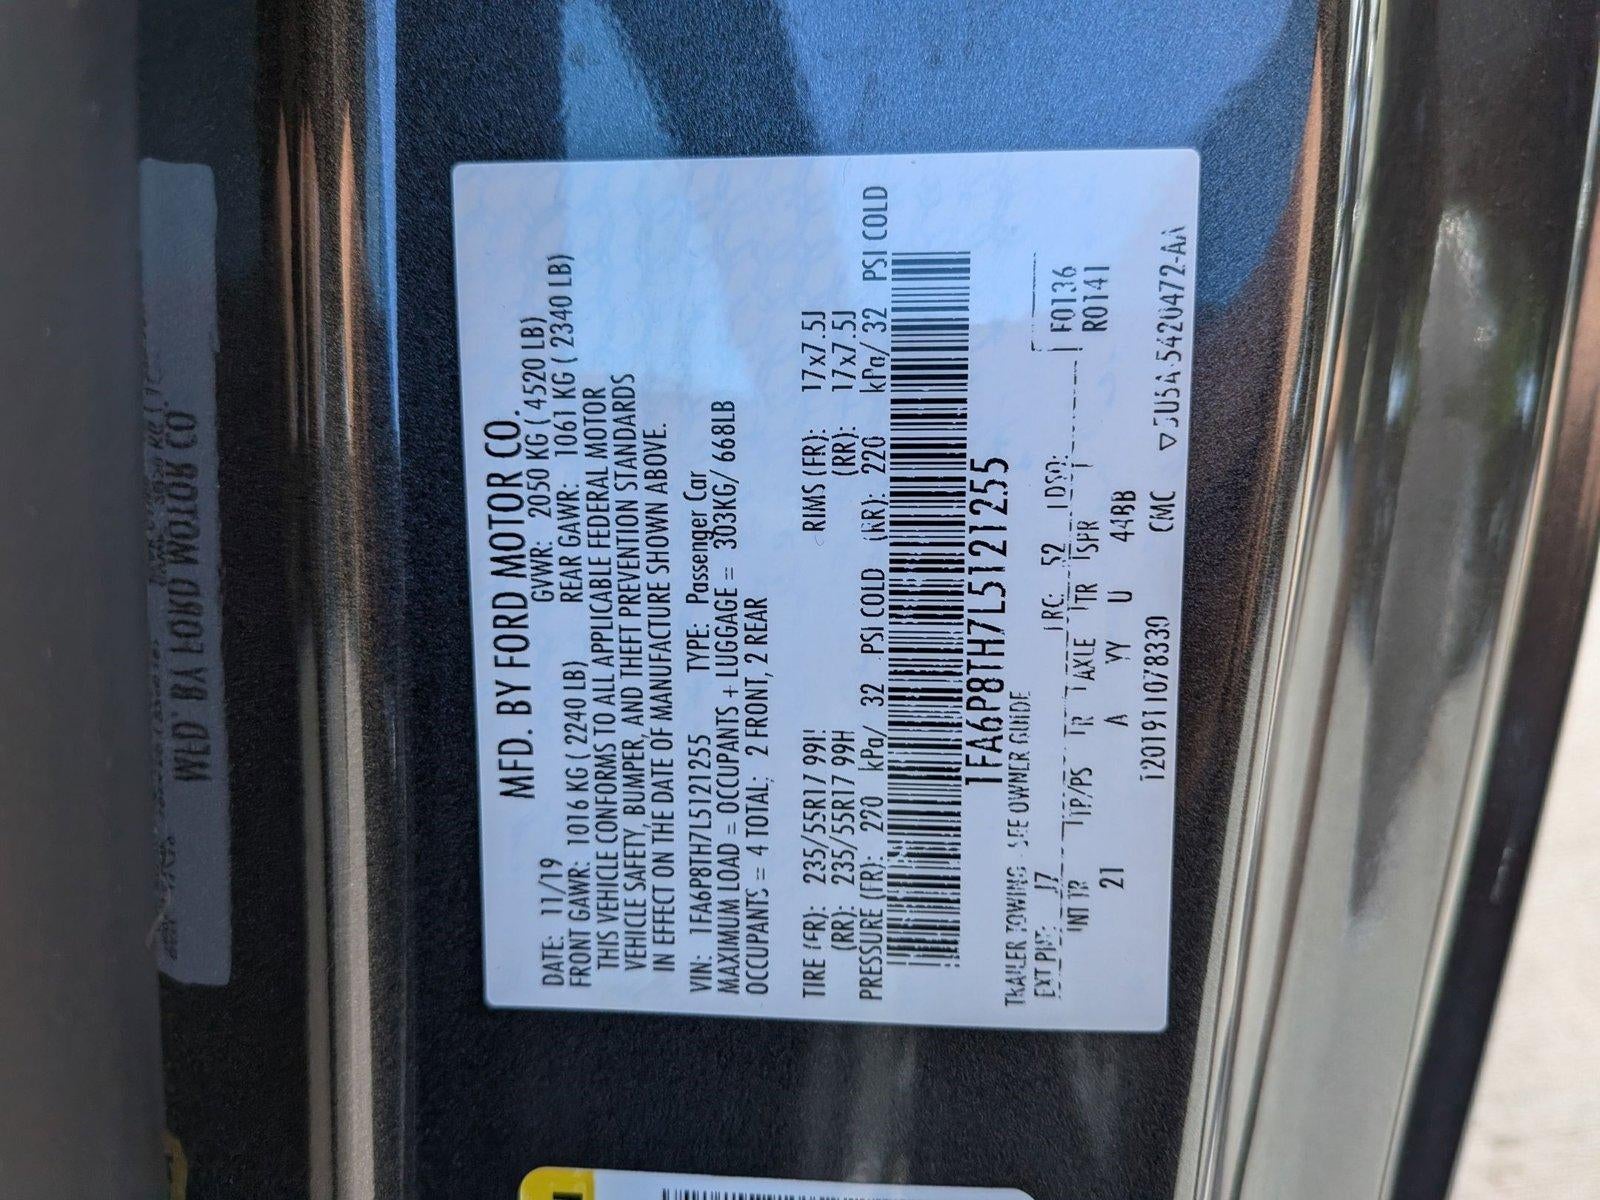 MFD. BY FORD MOTOR CO.
DATE: 11/19 GVWR: 2050 KG ( 4520 LB)
FRONT GAWR: 1016 KG ( 2240 LB) REAR GAWR: 1061 KG ( 2340 LB)
THIS VEHICLE CONFORMS TO ALL APPLICABLE FEDERAL MOTOR
VEHICLE SAFETY, BUMPER, AND THEFT PREVENTION STANDARDS
IN EFFECT ON THE DATE OF MANUFACTURE SHOWN ABOVE.
VIN: 1FA6P8TH7L5121255 TYPE: Passenger Car
MAXIMUM LOAD = OCCUPANTS + LUGGAGE = 303KG/ 668LB
OCCUPANTS = 4 TOTAL; 2 FRONT, 2 REAR
TIRE (FR): 235/55R17 99H RIMS (FR): 17x7.5J
(RR): 235/55R17 99H (RR): 17x7.5J
PRESSURE (FR): 220 kPa/ 32 PSI COLD (RR): 220 kPa/ 32 PSI COLD
1FA6P8TH7L5121255
TRAILER TOWING - SEE OWNER GUIDE
EXT PNT: J7 RC: 52 DSO: F0136
INT TR TP/PS R AXLE TR SPR R0141
21 A YY U 44BB
1201911078339 CMC ▽JU5A-5420472-AA